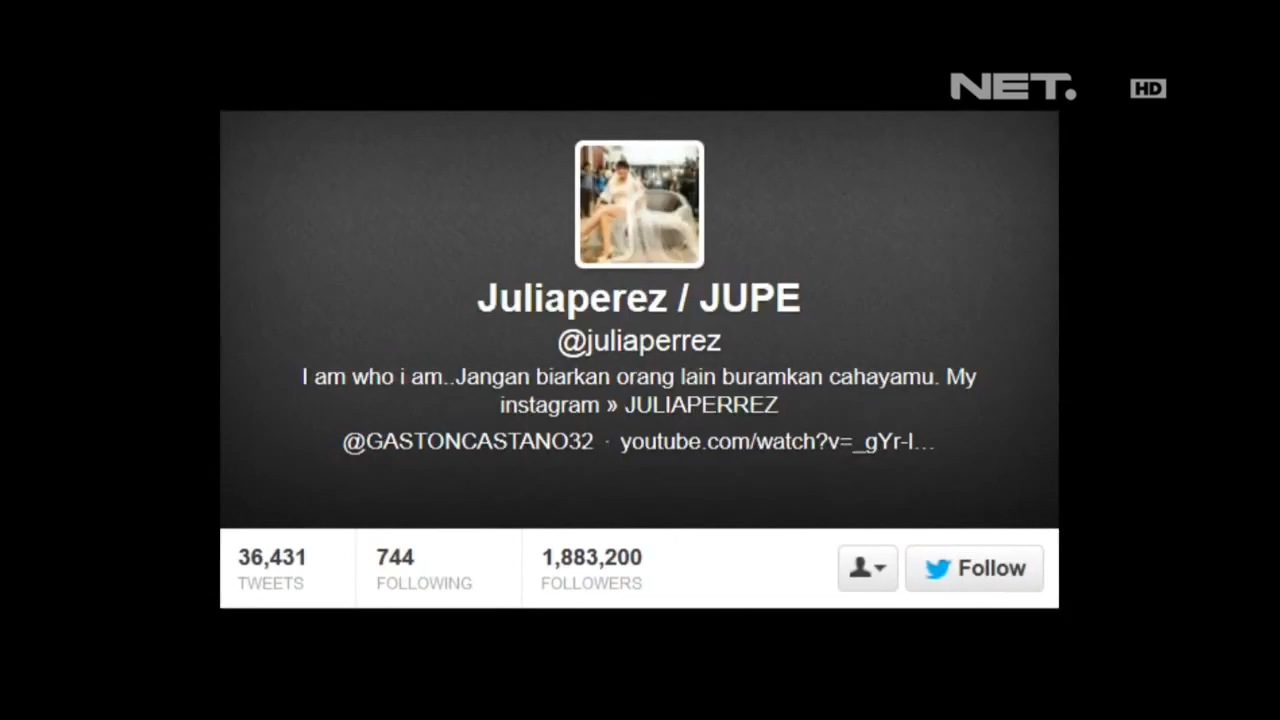 NET.
HD
Juliaperez / JUPE
@juliaperrez
I am who i am..Jangan biarkan orang lain buramkan cahayamu. My
instagram » JULIAPERREZ
@GASTONCASTANO32 · youtube.com/watch?v=_gYr-I...
36,431 744 1,883,200 Follow
TWEETS FOLLOWING FOLLOWERS